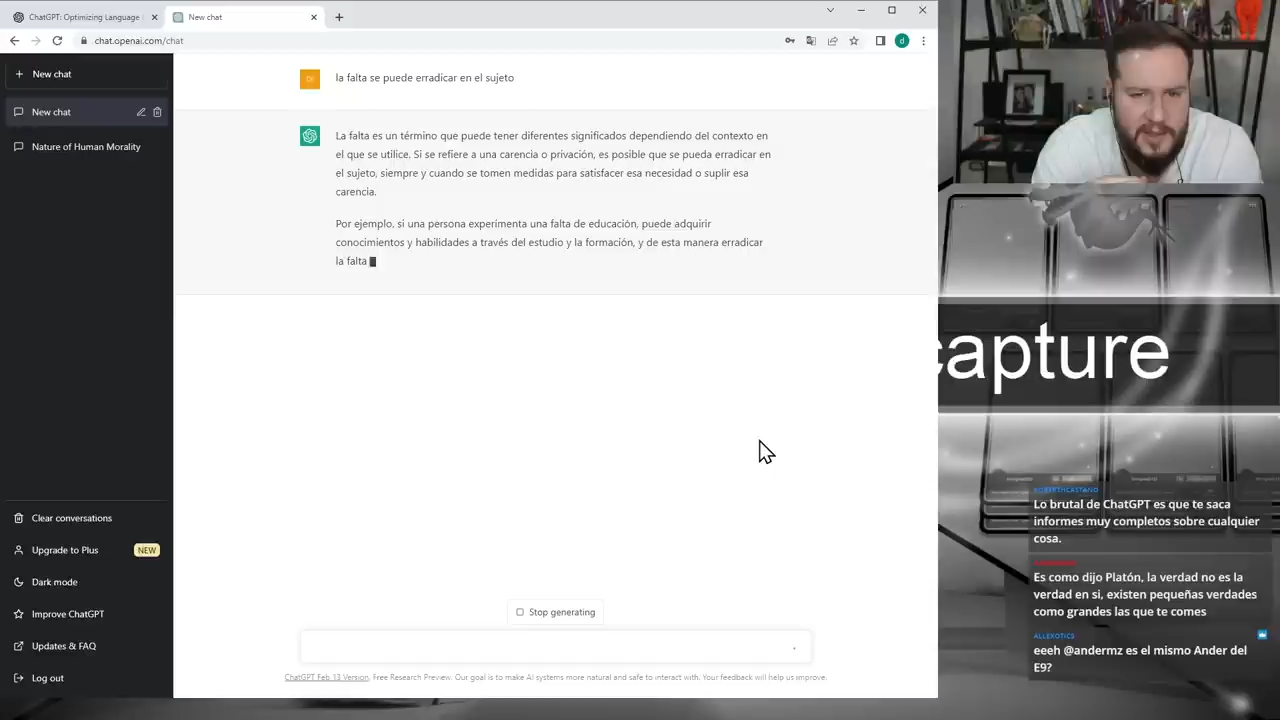 ChatGPT: Optimizing Language
New chat
chat.openai.com/chat
New chat
New chat
Nature of Human Morality
Clear conversations
Upgrade to Plus
NEW
Dark mode
Improve ChatGPT
Updates & FAQ
Log out
DI
la falta se puede erradicar en el sujeto
La falta es un término que puede tener diferentes significados dependiendo del contexto en
el que se utilice. Si se refiere a una carencia o privación, es posible que se pueda erradicar en
el sujeto, siempre y cuando se tomen medidas para satisfacer esa necesidad o suplir esa
carencia.
Por ejemplo, si una persona experimenta una falta de educación, puede adquirir
conocimientos y habilidades a través del estudio y la formación, y de esta manera erradicar
la falta
Stop generating
ChatGPT Feb 13 Version. Free Research Preview. Our goal is to make AI systems more natural and safe to interact with. Your feedback will help us improve.
d
capture
ROBERTHCASTANO
Lo brutal de ChatGPT es que te saca
informes muy completos sobre cualquier
cosa.
Es como dijo Platón, la verdad no es la
verdad en si, existen pequeñas verdades
como grandes las que te comes
ALLEXOTICS
eeeh @andermz es el mismo Ander del
E9?